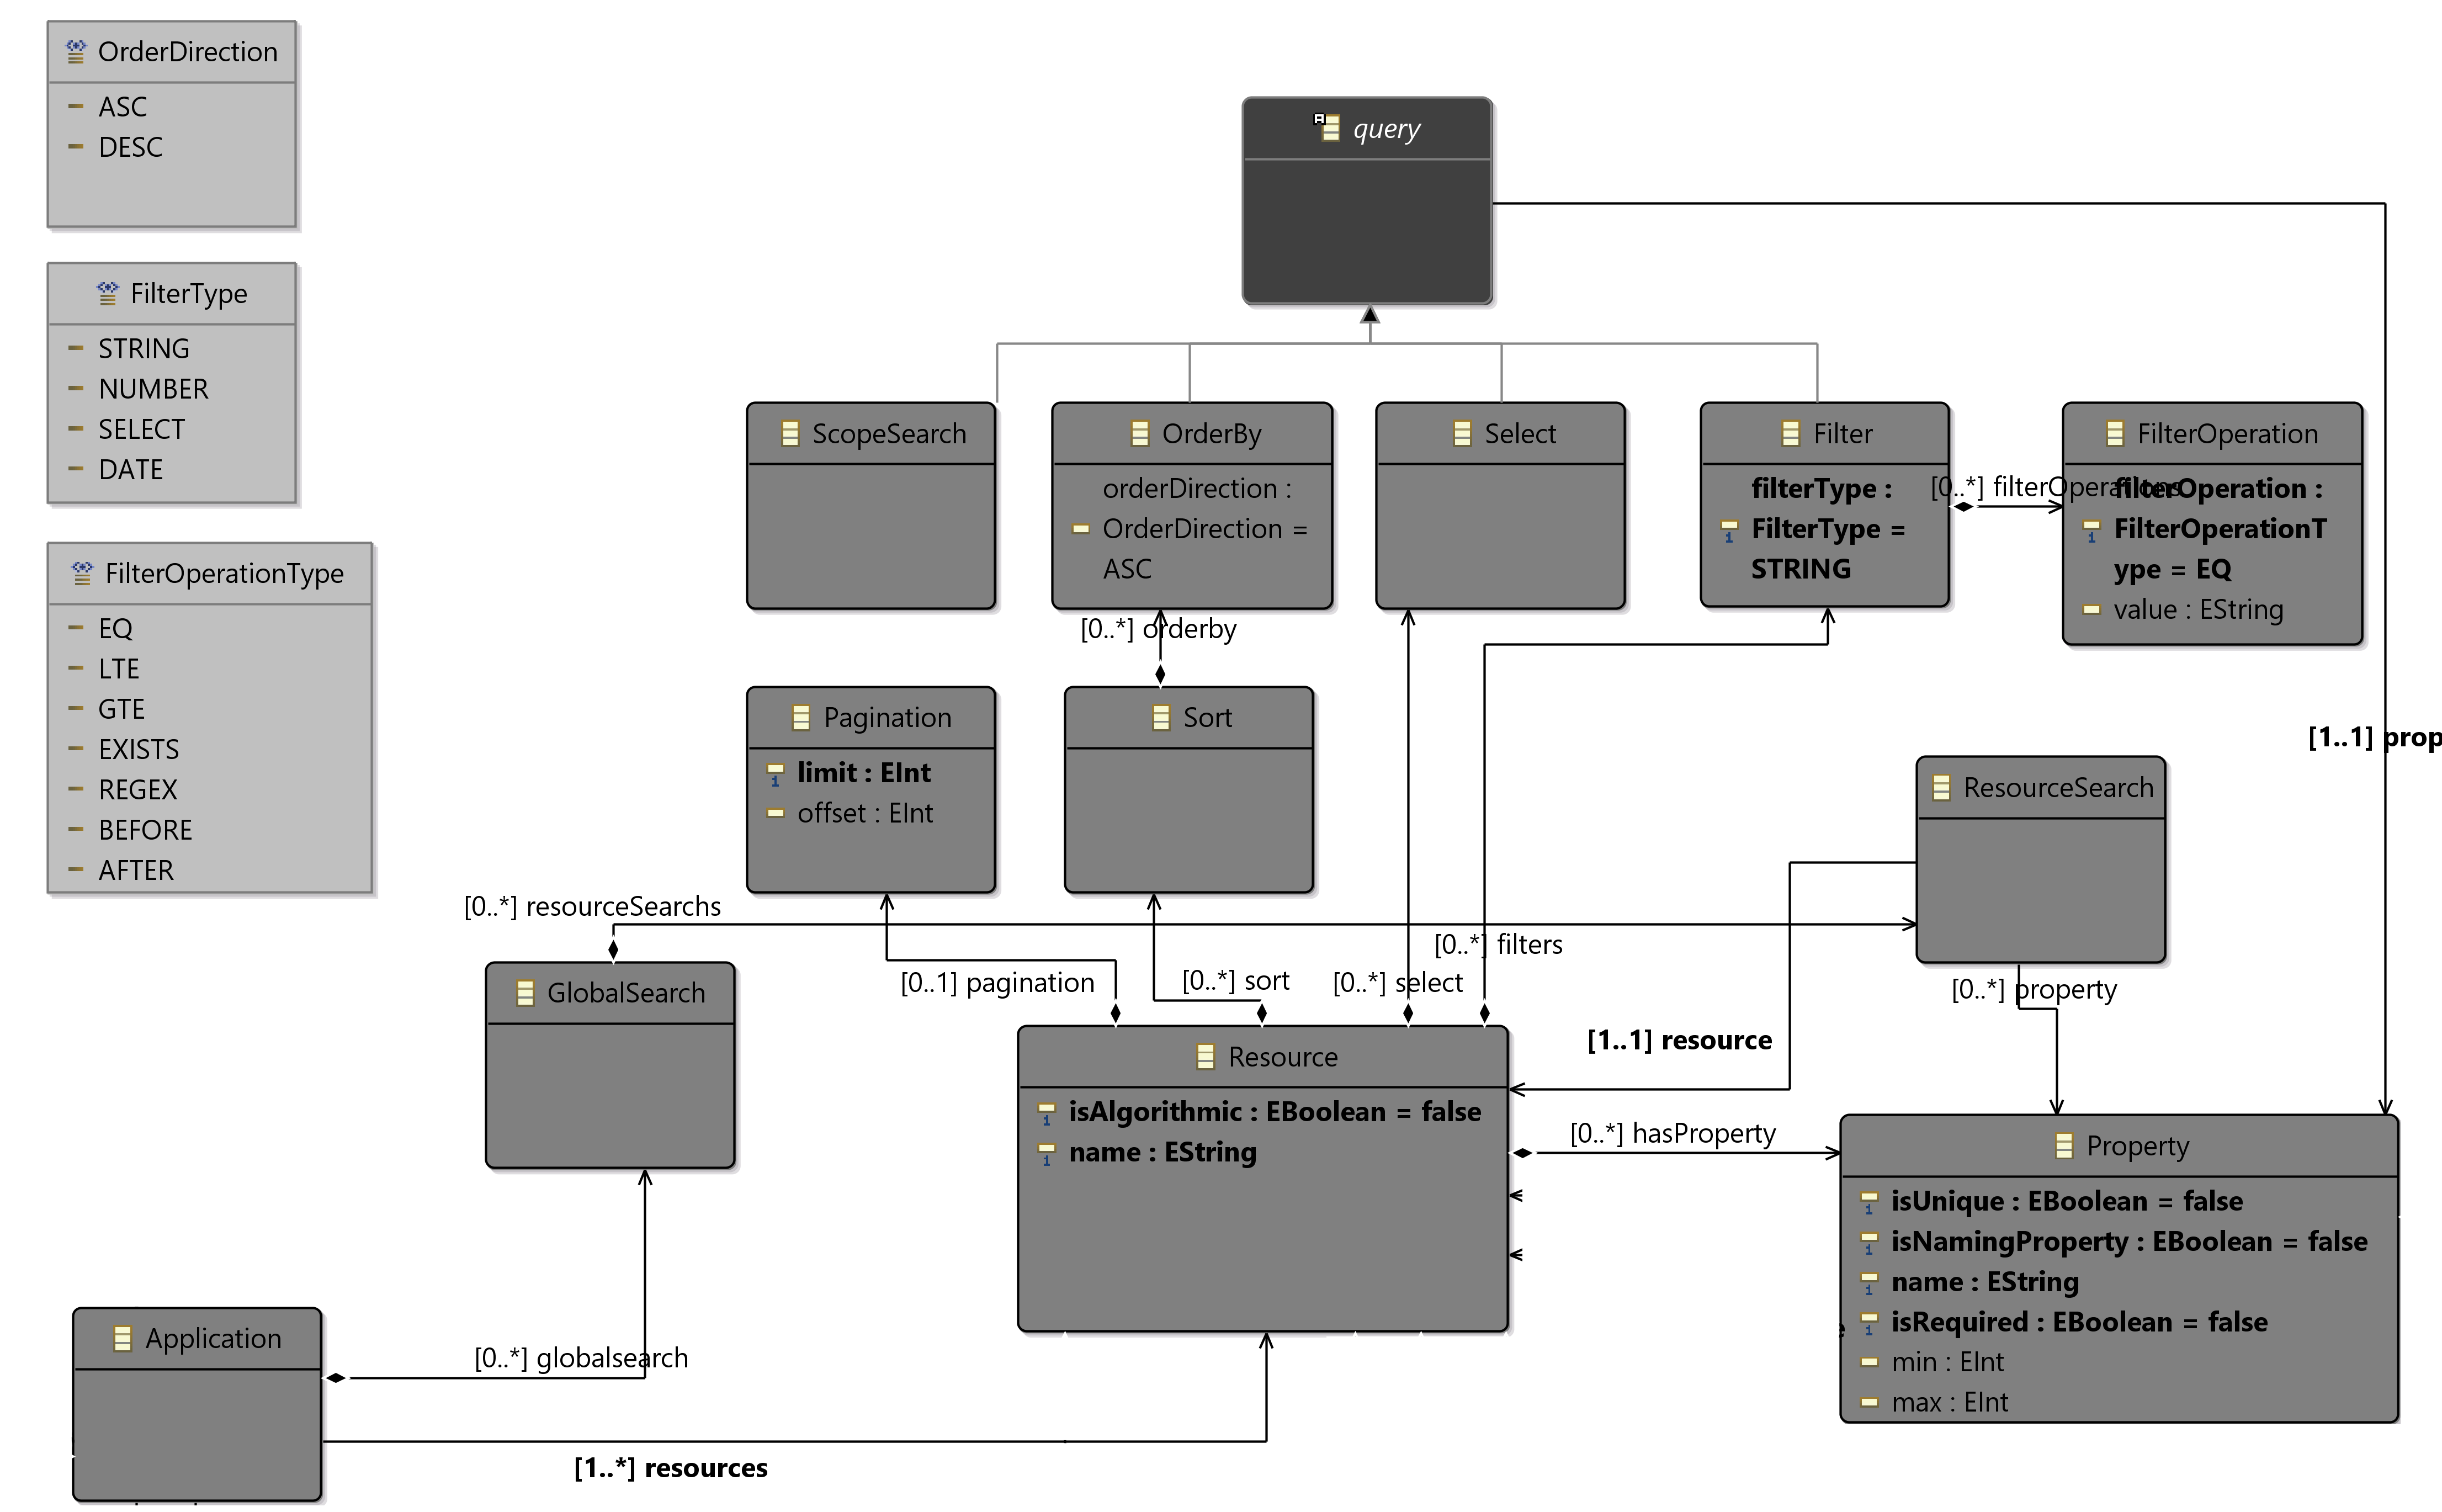 OrderDirection
ASC
DESC
FilterType
STRING
NUMBER
SELECT
DATE
FilterOperationType
EQ
LTE
GTE
EXISTS
REGEX
BEFORE
AFTER
query
ScopeSearch
OrderBy
orderDirection :
OrderDirection =
ASC
Select
Filter
filterType :
FilterType =
STRING
[0..*] filterOperations
FilterOperation
filterOperation :
FilterOperationT
ype = EQ
value : EString
[0..*] orderby
Pagination
limit : EInt
offset : EInt
Sort
[1..1] prop
ResourceSearch
[0..*] resourceSearchs
[0..*] filters
[0..1] pagination
[0..*] sort
[0..*] select
[0..*] property
GlobalSearch
[1..1] resource
Resource
isAlgorithmic : EBoolean = false
name : EString
[0..*] hasProperty
Property
isUnique : EBoolean = false
isNamingProperty : EBoolean = false
name : EString
isRequired : EBoolean = false
min : EInt
max : EInt
Application
[0..*] globalsearch
[1..*] resources